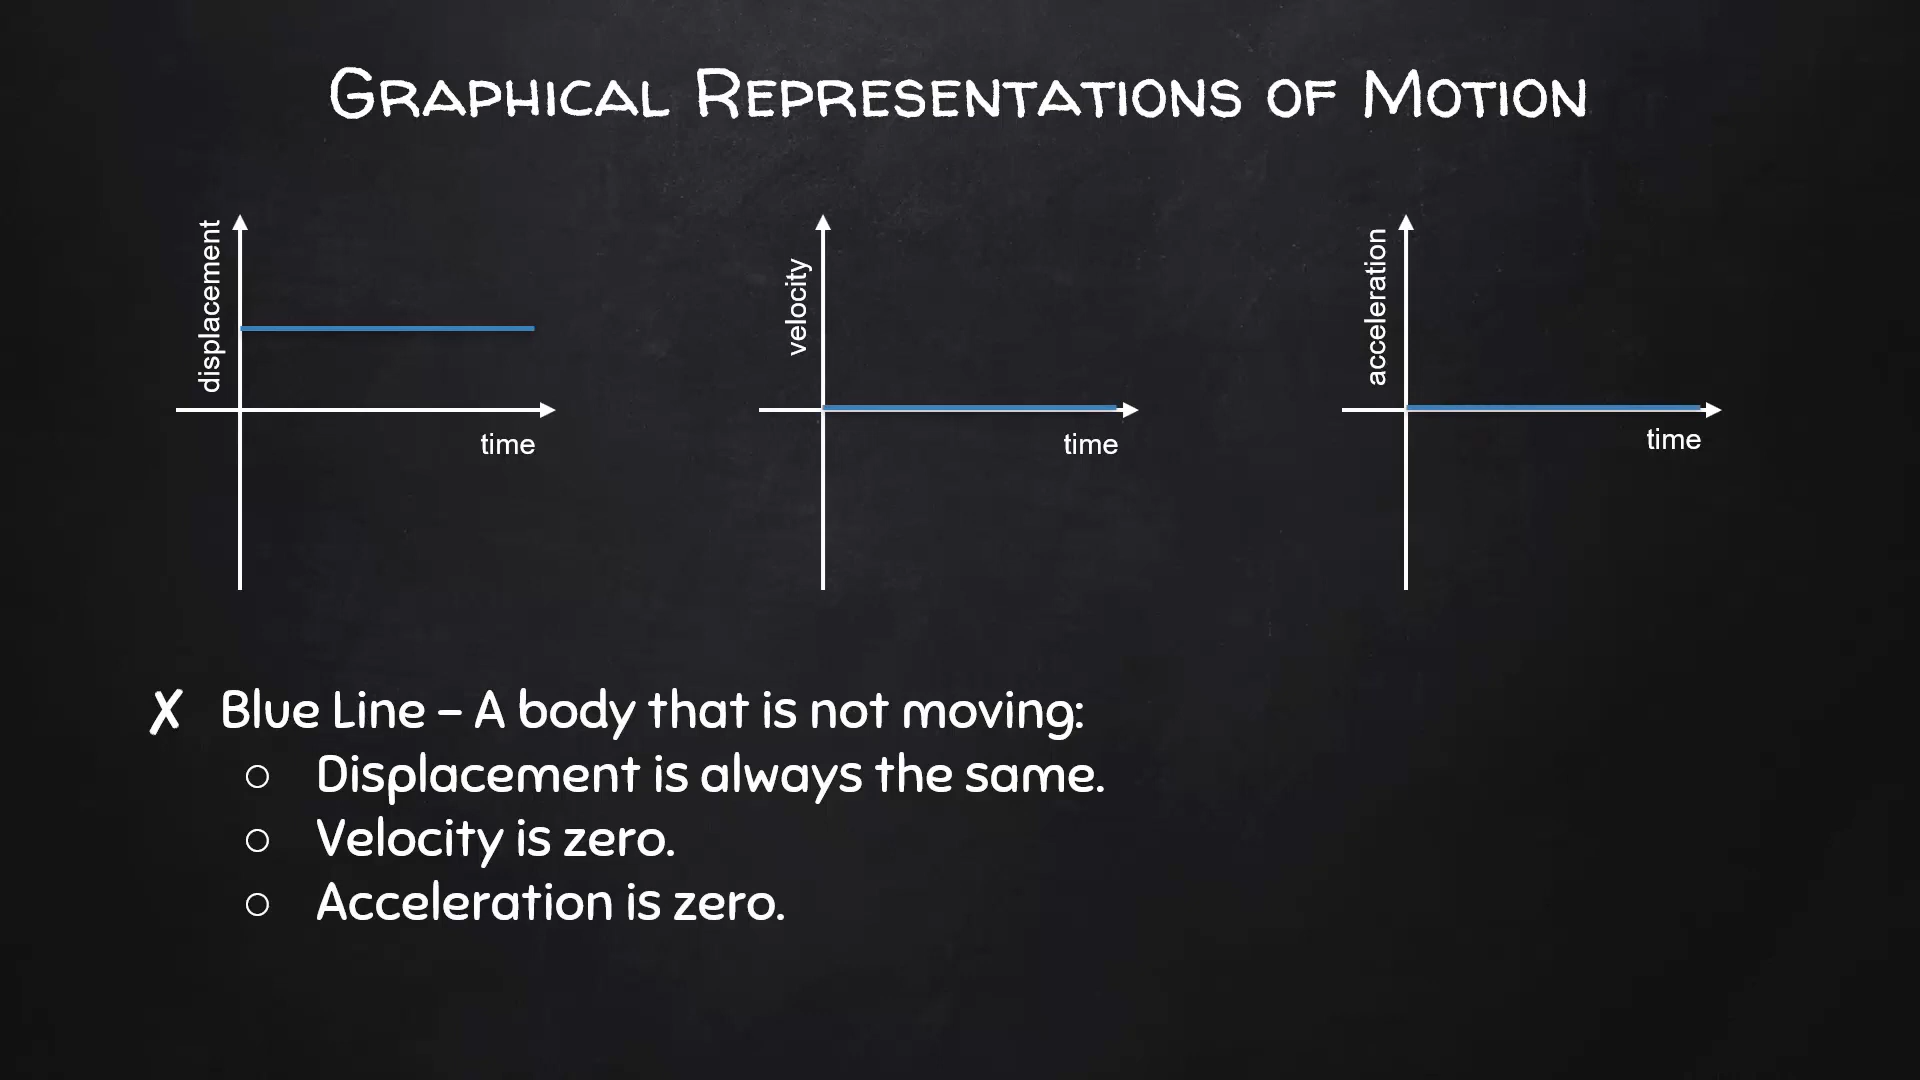 Graphical Representations of Motion
displacement
time
velocity
time
acceleration
time
✗ Blue Line – A body that is not moving:
○ Displacement is always the same.
○ Velocity is zero.
○ Acceleration is zero.